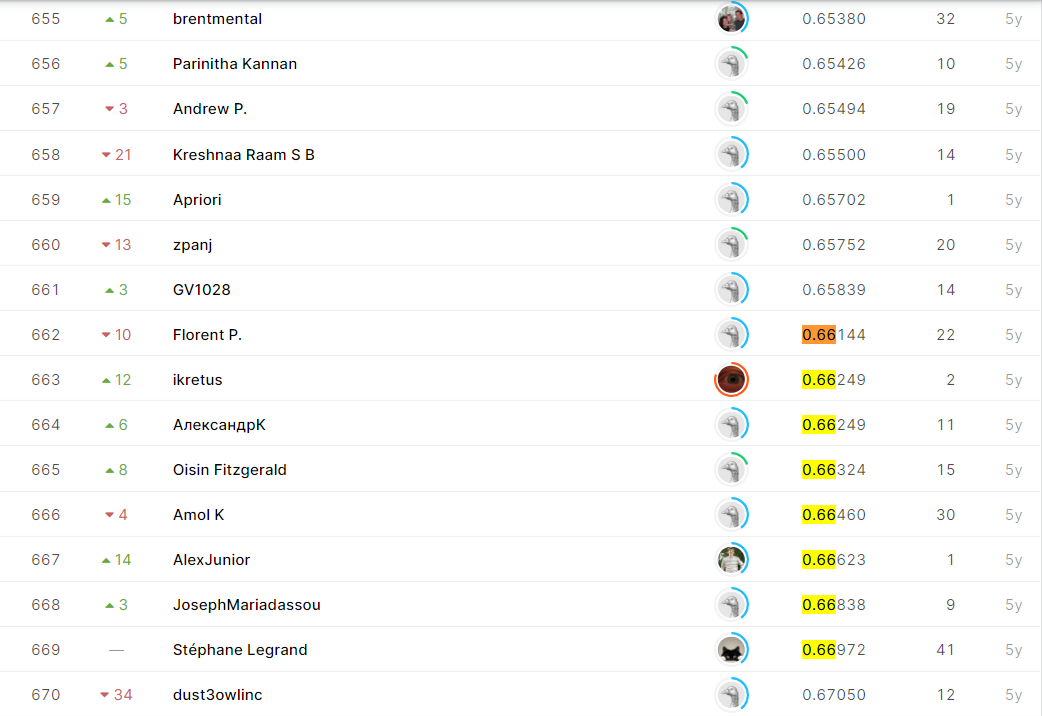 655 5 brentmental 0.65380 32 5y
656 5 Parinitha Kannan 0.65426 10 5y
657 3 Andrew P. 0.65494 19 5y
658 21 Kreshnaa Raam S B 0.65500 14 5y
659 15 Apriori 0.65702 1 5y
660 13 zpanj 0.65752 20 5y
661 3 GV1028 0.65839 14 5y
662 10 Florent P. 0.66144 22 5y
663 12 ikretus 0.66249 2 5y
664 6 АлександрК 0.66249 11 5y
665 8 Oisin Fitzgerald 0.66324 15 5y
666 4 Amol K 0.66460 30 5y
667 14 AlexJunior 0.66623 1 5y
668 3 JosephMariadassou 0.66838 9 5y
669 — Stéphane Legrand 0.66972 41 5y
670 34 dust3owlinc 0.67050 12 5y